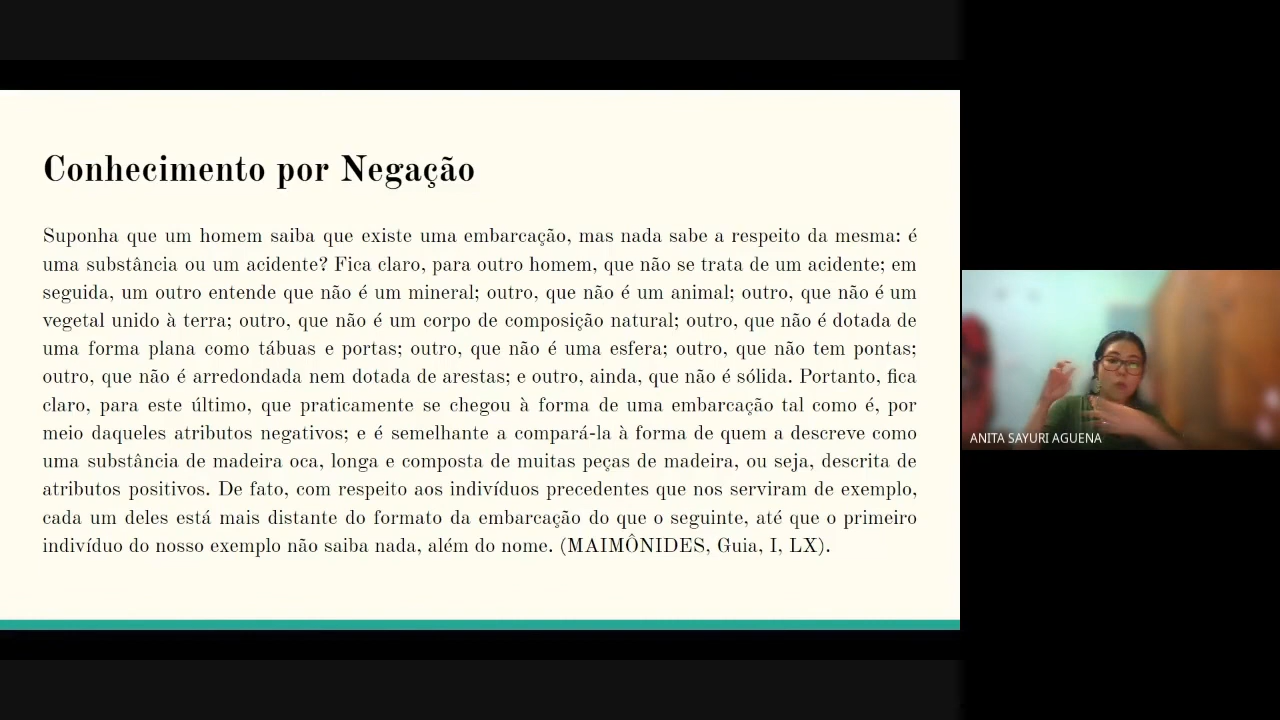 Conhecimento por Negação
Suponha que um homem saiba que existe uma embarcação, mas nada sabe a respeito da mesma: é
uma substância ou um acidente? Fica claro, para outro homem, que não se trata de um acidente; em
seguida, um outro entende que não é um mineral; outro, que não é um animal; outro, que não é um
vegetal unido à terra; outro, que não é um corpo de composição natural; outro, que não é dotada de
uma forma plana como tábuas e portas; outro, que não é uma esfera; outro, que não tem pontas;
outro, que não é arredondada nem dotada de arestas; e outro, ainda, que não é sólida. Portanto, fica
claro, para este último, que praticamente se chegou à forma de uma embarcação tal como é, por
meio daqueles atributos negativos; e é semelhante a compará-la à forma de quem a descreve como
uma substância de madeira oca, longa e composta de muitas peças de madeira, ou seja, descrita de
atributos positivos. De fato, com respeito aos indivíduos precedentes que nos serviram de exemplo,
cada um deles está mais distante do formato da embarcação do que o seguinte, até que o primeiro
indivíduo do nosso exemplo não saiba nada, além do nome. (MAIMÔNIDES, Guia, I, LX).
ANITA SAYURI AGUENA